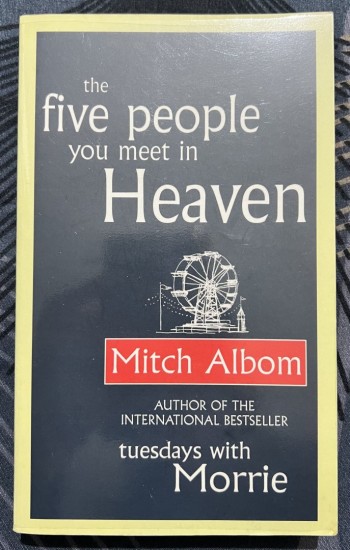 the
five people
you meet in
Heaven
Mitch Albom
AUTHOR OF THE
INTERNATIONAL BESTSELLER
tuesdays with
Morrie